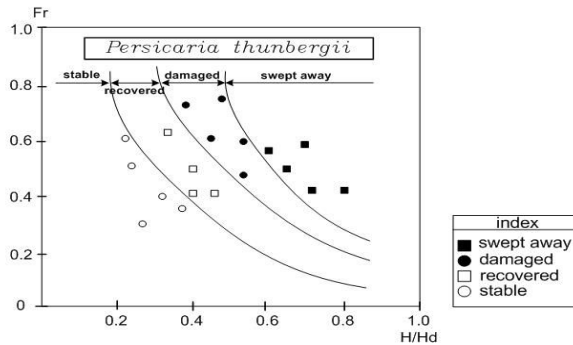 Fr
1.0
Persicaria thunbergii
stable
recovered
damaged
swept away
0.8
0.6
0.4
0.2
0
0.2
0.4
0.6
0.8
1.0
H/Hd
index
swept away
damaged
recovered
stable